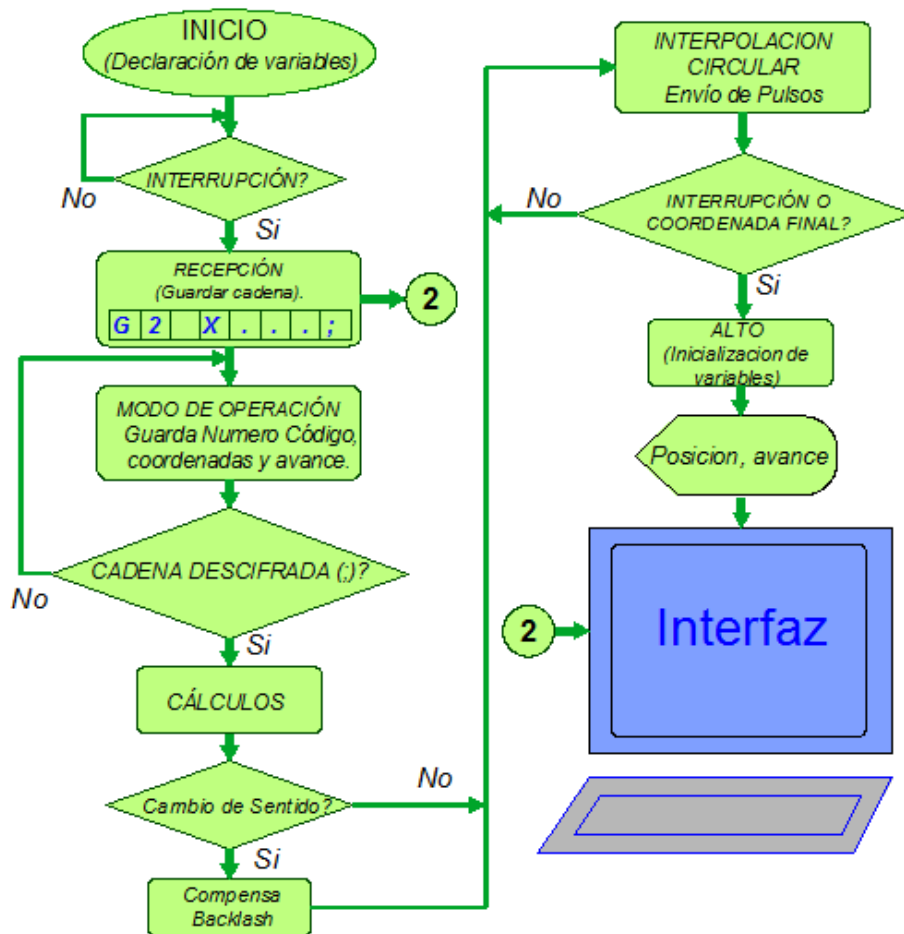 INICIO
(Declaración de variables)
INTERRUPCIÓN?
No
Si
RECEPCIÓN
(Guardar cadena).
G 2 X . . . ;
2
MODO DE OPERACIÓN
Guarda Numero Código,
coordenadas y avance.
CADENA DESCIFRADA (;)?
No
Si
CÁLCULOS
Cambio de Sentido?
No
Si
Compensa
Backlash
INTERPOLACION
CIRCULAR
Envío de Pulsos
INTERRUPCIÓN O
COORDENADA FINAL?
No
Si
ALTO
(Inicializacion de
variables)
Posicion, avance
2
Interfaz